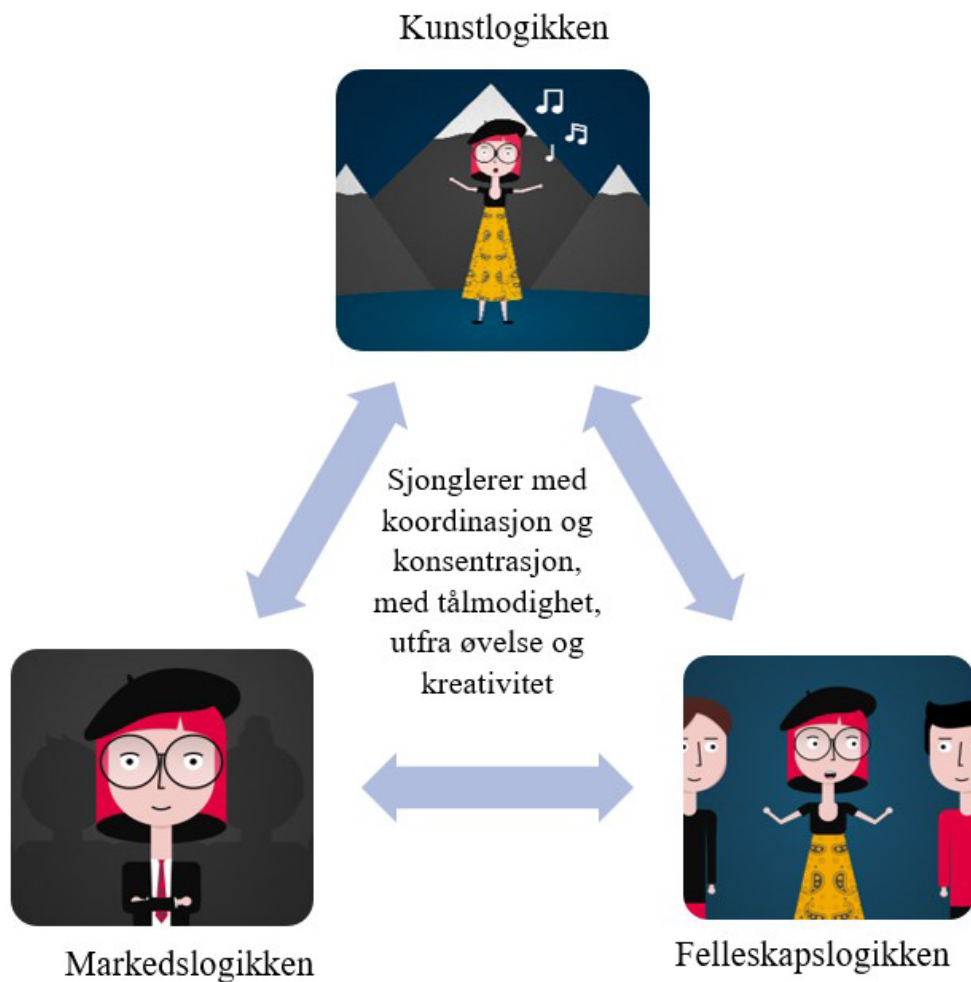 Kunstlogikken
Sjonglerer med
koordinasjon og
konsentrasjon,
med tålmodighet,
utfra øvelse og
kreativitet
Markedslogikken
Felleskapslogikken